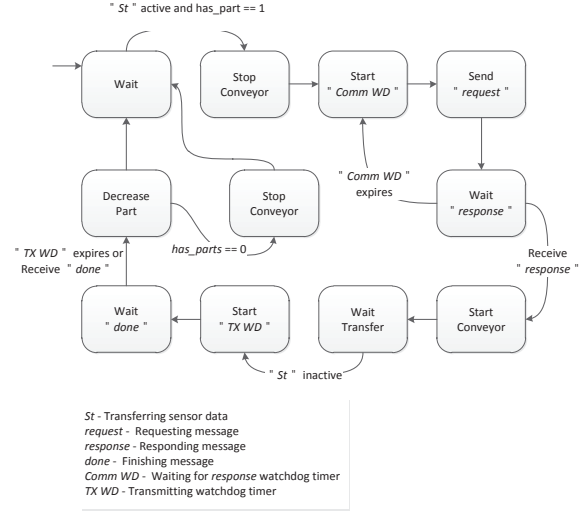 " St " active and has_part == 1
Wait
Stop
Conveyor
Start
" Comm WD "
Send
" request "
" Comm WD "
expires
Decrease
Part
Stop
Conveyor
Wait
" response "
has_parts == 0
" TX WD " expires or
Receive " done "
Receive
" response "
Wait
" done "
Start
" TX WD "
Wait
Transfer
Start
Conveyor
" St " inactive
St - Transferring sensor data
request - Requesting message
response - Responding message
done - Finishing message
Comm WD - Waiting for response watchdog timer
TX WD - Transmitting watchdog timer